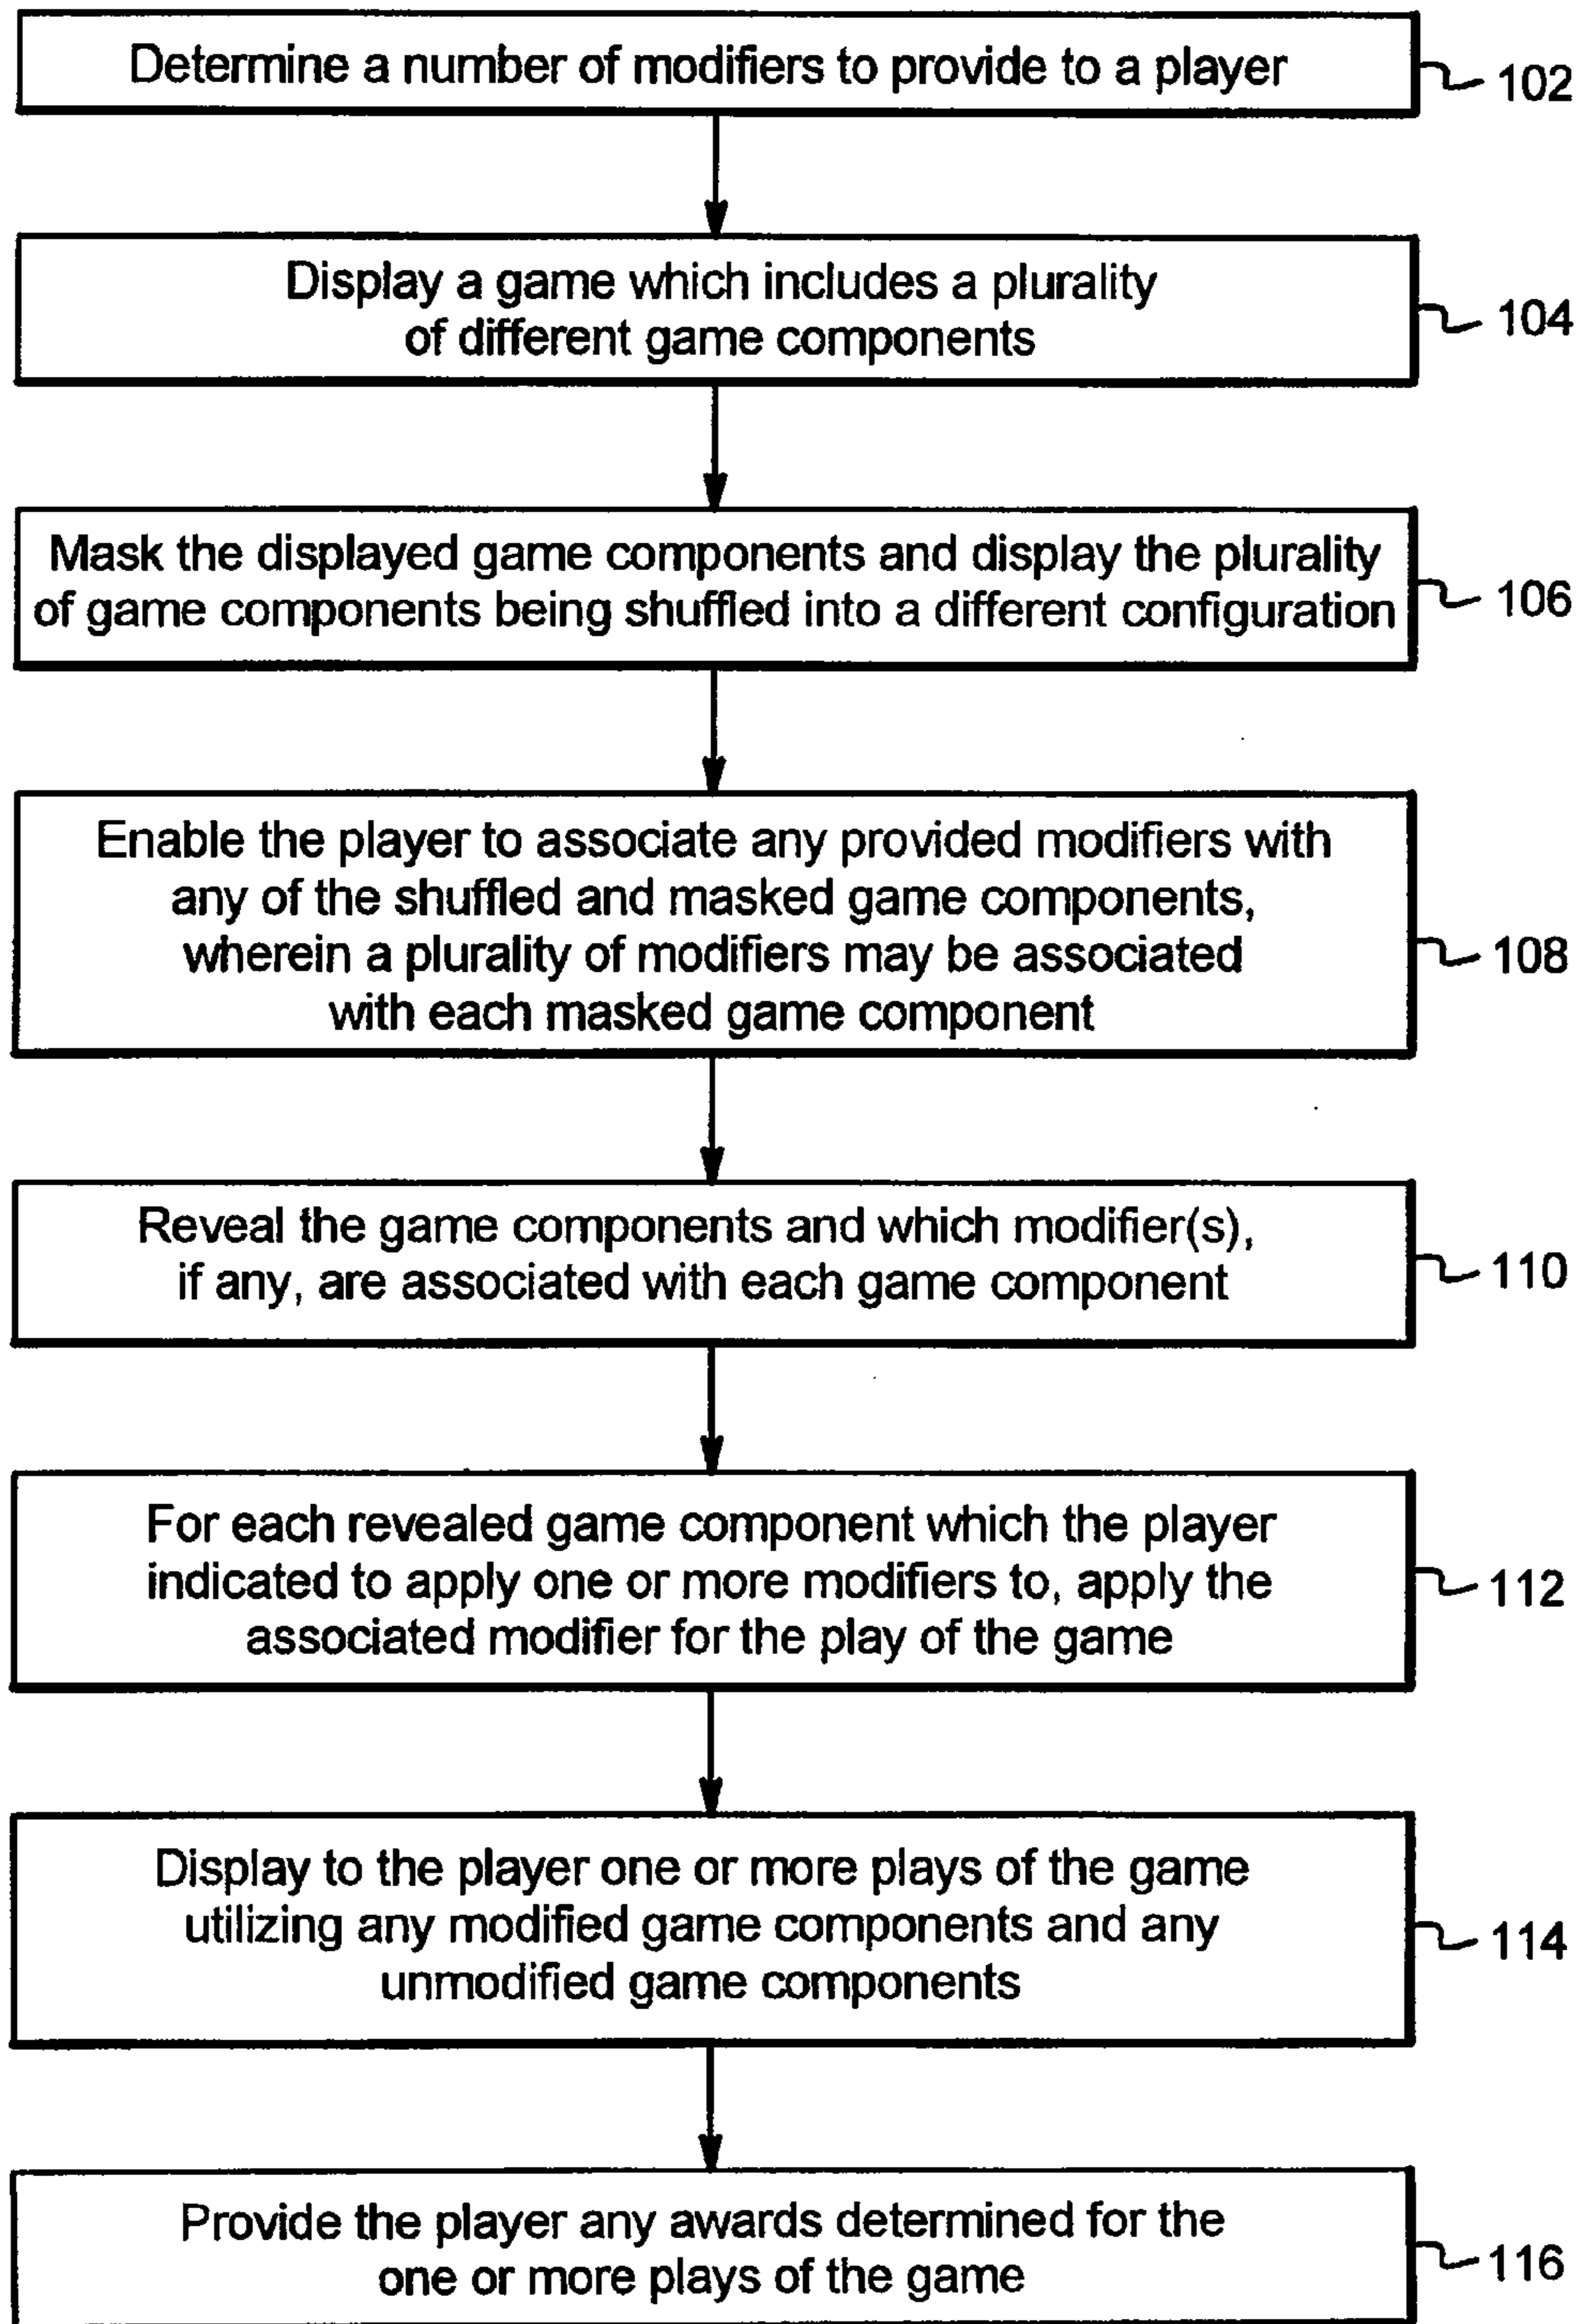 Determine a number of modifiers to provide to a player
102
Display a game which includes a plurality
of different game components
104
Mask the displayed game components and display the plurality
of game components being shuffled into a different configuration
106
Enable the player to associate any provided modifiers with
any of the shuffled and masked game components,
wherein a plurality of modifiers may be associated
with each masked game component
108
Reveal the game components and which modifier(s),
if any, are associated with each game component
110
For each revealed game component which the player
indicated to apply one or more modifiers to, apply the
associated modifier for the play of the game
112
Display to the player one or more plays of the game
utilizing any modified game components and any
unmodified game components
114
Provide the player any awards determined for the
one or more plays of the game
116